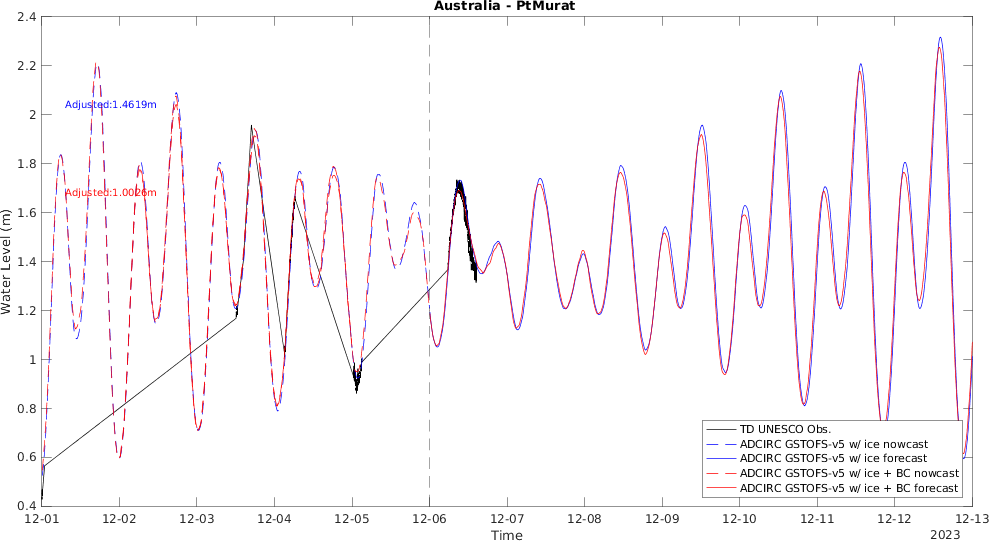 Australia - PtMurat
2.4
2.2
2
1.8
1.6
1.4
1.2
1
0.8
0.6
0.4
Water Level (m)
Adjusted:1.4619m
Adjusted:1.0026m
TD UNESCO Obs.
ADCIRC GSTOFS-v5 w/ ice nowcast
ADCIRC GSTOFS-v5 w/ ice forecast
ADCIRC GSTOFS-v5 w/ ice + BC nowcast
ADCIRC GSTOFS-v5 w/ ice + BC forecast
12-01 12-02 12-03 12-04 12-05 12-06 12-07 12-08 12-09 12-10 12-11 12-12 12-13
Time
2023